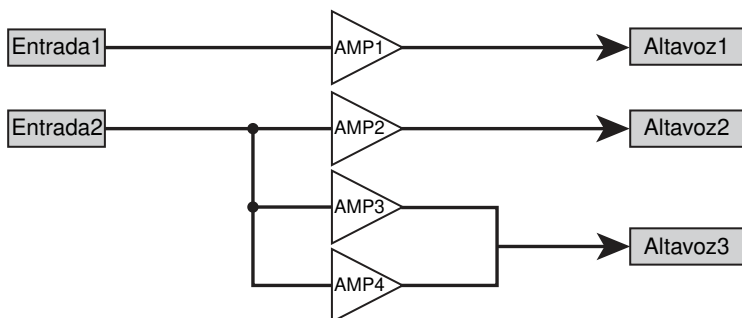 Entrada1
AMP1
Altavoz1
Entrada2
AMP2
Altavoz2
AMP3
Altavoz3
AMP4